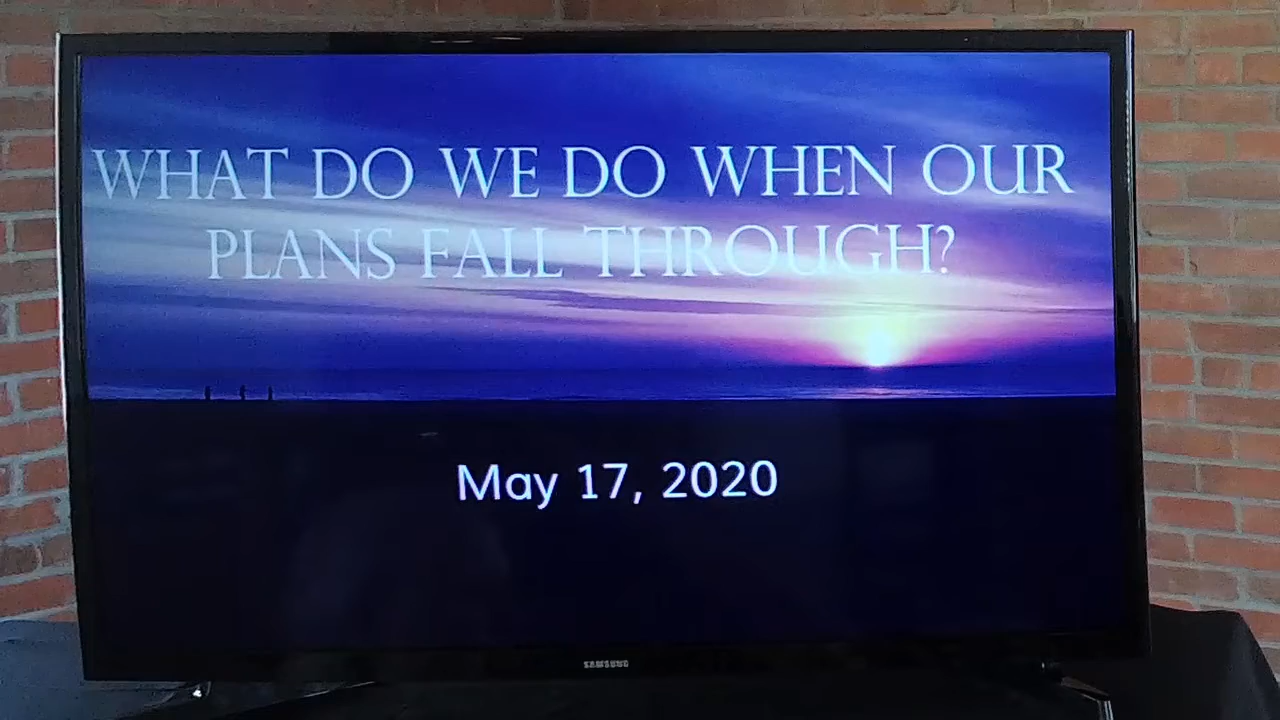 WHAT DO WE DO WHEN OUR
PLANS FALL THROUGH?
May 17, 2020
SAMSUNG